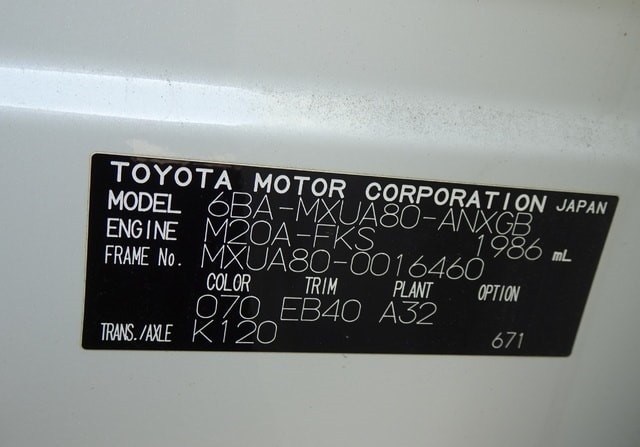 TOYOTA MOTOR CORPORATION JAPAN
MODEL 6BA-MXUA80-ANXGB
ENGINE M20A-FKS 1986 mL
FRAME No. MXUA80-0016460
COLOR TRIM PLANT OPTION
070 EB40 A32
TRANS./AXLE K120 671